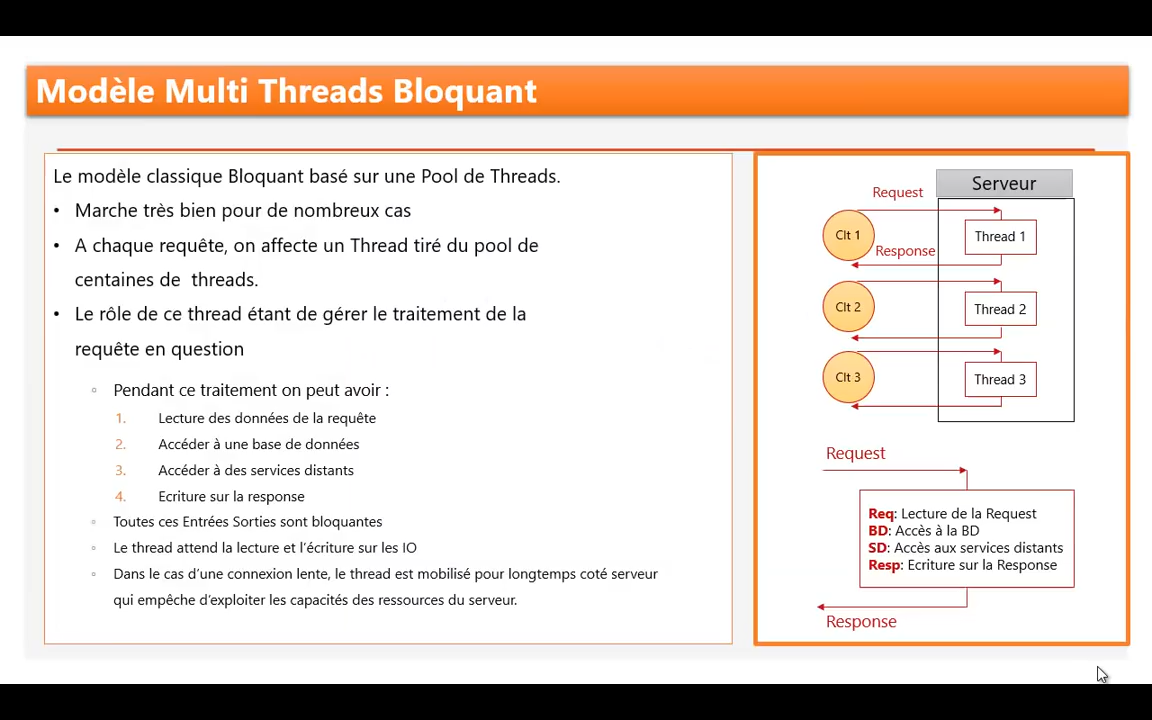 Modèle Multi Threads Bloquant
Le modèle classique Bloquant basé sur une Pool de Threads.
• Marche très bien pour de nombreux cas
• A chaque requête, on affecte un Thread tiré du pool de
centaines de threads.
• Le rôle de ce thread étant de gérer le traitement de la
requête en question
▫ Pendant ce traitement on peut avoir :
1. Lecture des données de la requête
2. Accéder à une base de données
3. Accéder à des services distants
4. Ecriture sur la response
▫ Toutes ces Entrées Sorties sont bloquantes
▫ Le thread attend la lecture et l’écriture sur les IO
▫ Dans le cas d’une connexion lente, le thread est mobilisé pour longtemps coté serveur
qui empêche d’exploiter les capacités des ressources du serveur.
Serveur
Request
Clt 1
Thread 1
Response
Clt 2
Thread 2
Clt 3
Thread 3
Request
Req: Lecture de la Request
BD: Accès à la BD
SD: Accès aux services distants
Resp: Ecriture sur la Response
Response